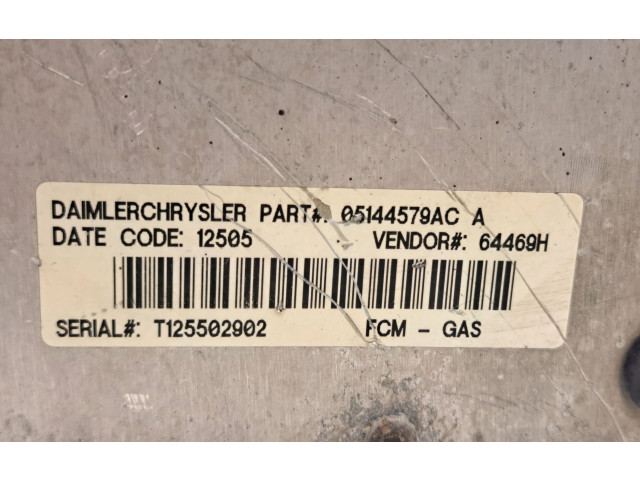 DAIMLERCHRYSLER PART#: 05144579AC A
DATE CODE: 12505 VENDOR#: 64469H
SERIAL#: T125502902 FCM - GAS